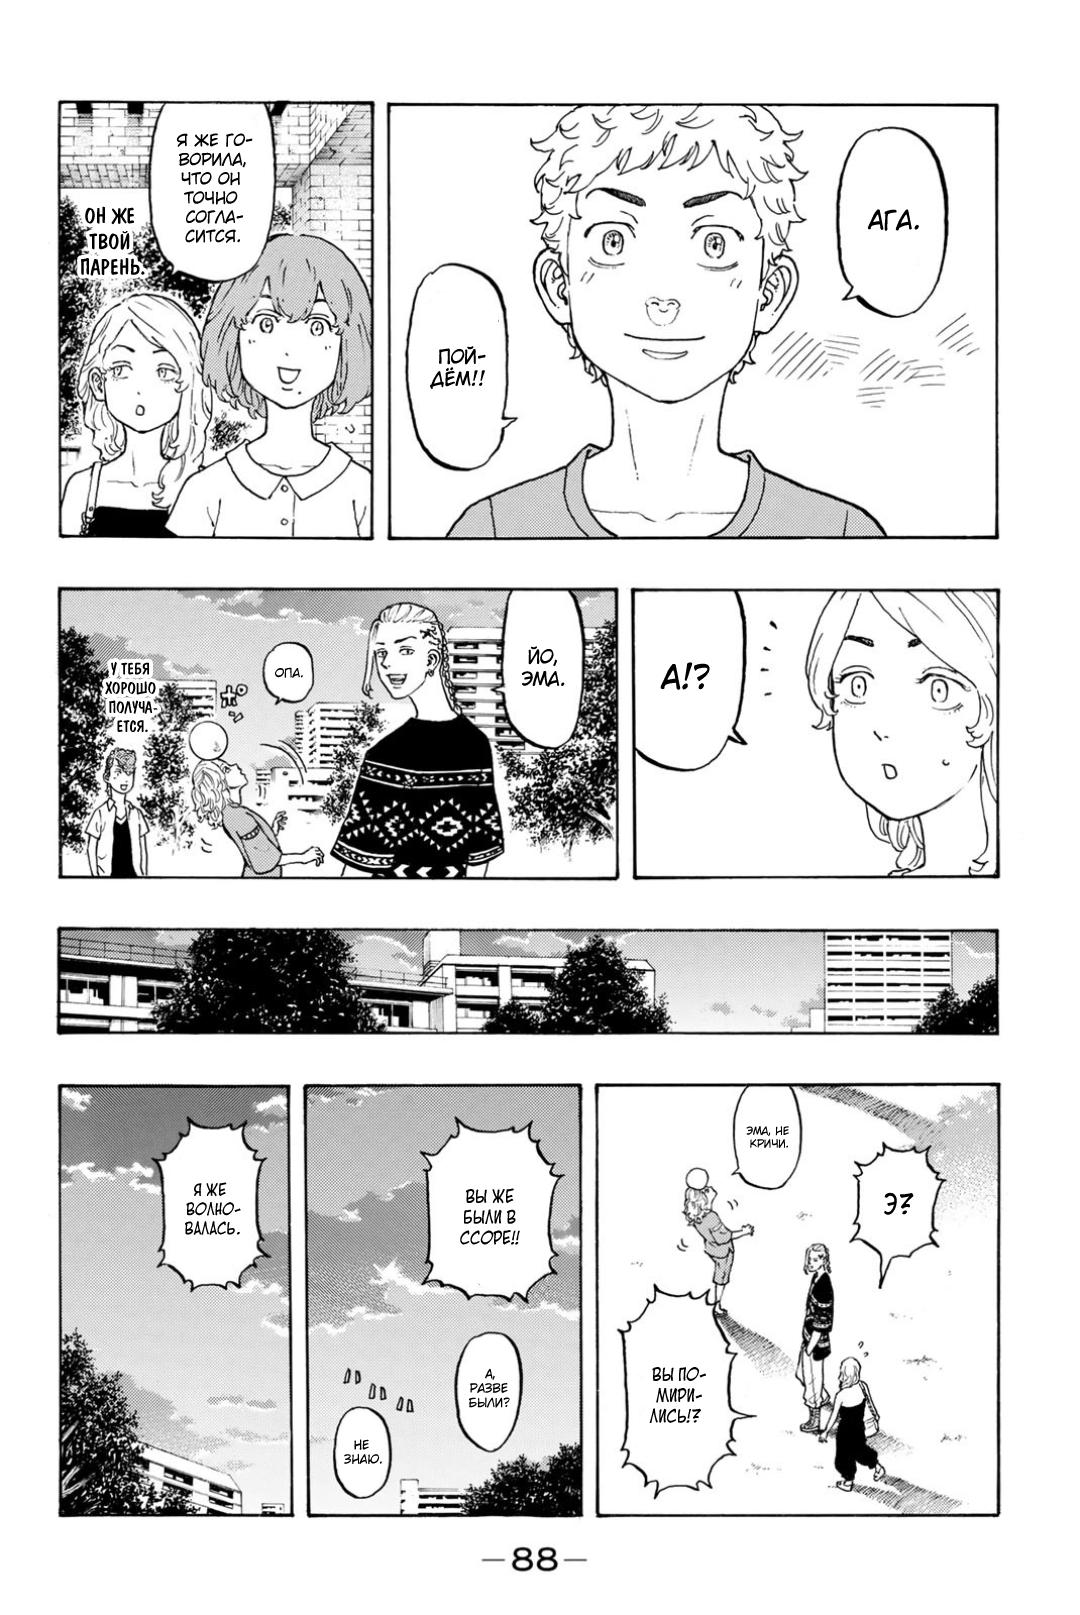 АГА.
ПОЙ-
ДЁМ!!
Я ЖЕ ГО-
ВОРИЛА,
ЧТО ОН
ТОЧНО
СОГЛА-
СИТСЯ.
ОН ЖЕ
ТВОЙ
ПАРЕНЬ.
А!?
ЙО,
ЭМА.
ОПА.
ポン
У ТЕБЯ
ХОРОШО
ПОЛУЧА-
ЕТСЯ.
ЭМА, НЕ
КРИЧИ.
Э?
ВЫ ПО-
МИРИ-
ЛИСЬ!?
ВЫ ЖЕ
БЫЛИ В
ССОРЕ!!
А,
РАЗВЕ
БЫЛИ?
НЕ
ЗНАЮ.
Я ЖЕ
ВОЛНО-
ВАЛАСЬ.
—88—